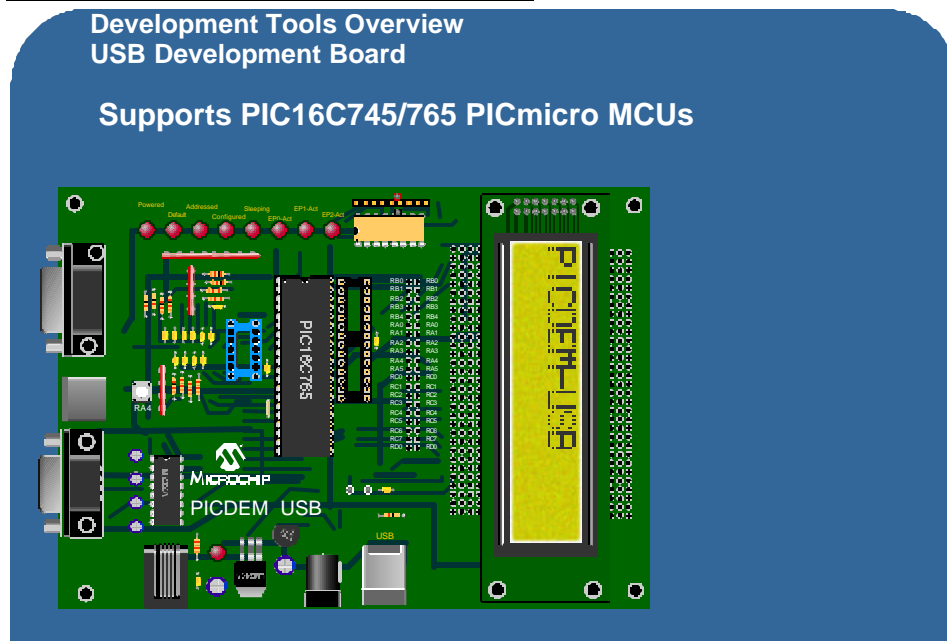 Development Tools Overview
USB Development Board
Supports PIC16C745/765 PICmicro MCUs
Powered
Default
Addressed
Configured
Sleeping
EP0-Act
EP1-Act
EP2-Act
RB0 RB0
RB1 RB1
RB2 RB2
RB3 RB3
RB4 RB4
RA0 RA0
RA1 RA1
RA2 RA2
RA3 RA3
RA4 RA4
RA5 RA5
RC0 RC0
RC1 RC1
RC2 RC2
RC3 RC3
RC4 RC4
RC5 RC5
RC6 RC6
RC7 RC7
RD0 RD0
PIC16C765
RA4
MICROCHIP
PICDEM USB
USB